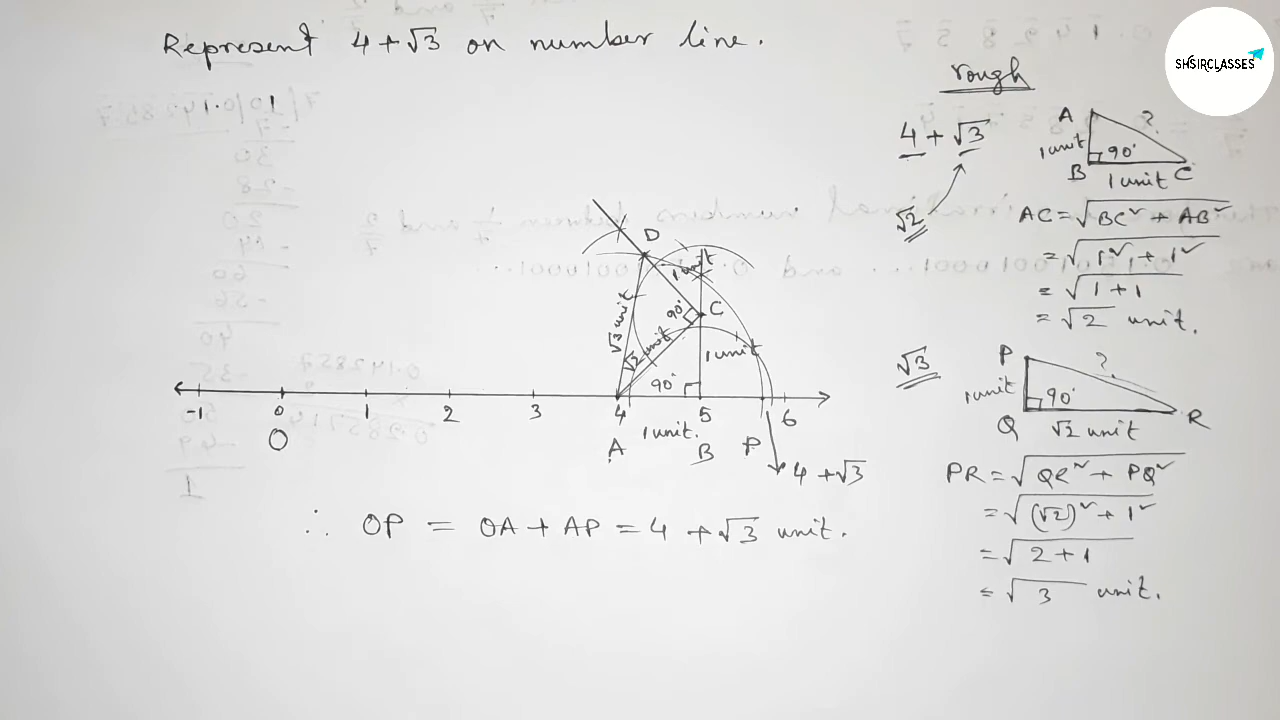 Represent 4 + √3 on number line.
SHSIRCLASSES
rough
4 + √3
√2
A
?
1 unit
90°
B
1 unit
C
AC = √BC² + AB²
= √1² + 1²
= √1 + 1
= √2 unit.
√3
P
?
1 unit
90°
Q
√2 unit
R
PR = √QR² + PQ²
= √(√2)² + 1²
= √2 + 1
= √3 unit.
D
1 unit
90°
C
√3 unit
√2 unit
1 unit
90°
-1 0 1 2 3 4 5 6
O A 1 unit. B P
4 + √3
∴ OP = OA + AP = 4 + √3 unit.